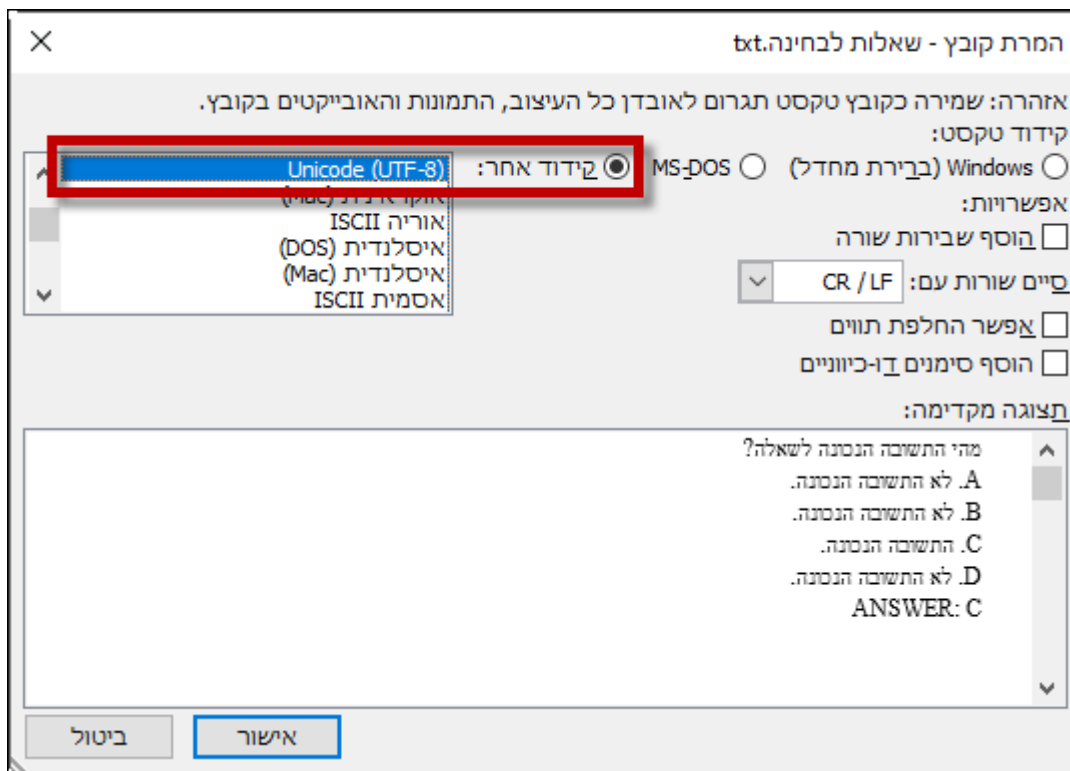 המרת קובץ - שאלות לבחינה.txt
אזהרה: שמירה כקובץ טקסט תגרום לאובדן כל העיצוב, התמונות והאובייקטים בקובץ.
קידוד טקסט:
Windows (ברירת מחדל) MS-DOS קידוד אחר: Unicode (UTF-8)
אוקראינית (Mac)
אפשרויות:
אוריה ISCII
הוסף שבירות שורה
איסלנדית (DOS)
סיים שורות עם: CR / LF
איסלנדית (Mac)
אסמית ISCII
אפשר החלפת תווים
הוסף סימנים דו-כיווניים
תצוגה מקדימה:
מהי התשובה הנכונה לשאלה?
A. לא התשובה הנכונה.
B. לא התשובה הנכונה.
C. התשובה הנכונה.
D. לא התשובה הנכונה.
ANSWER: C
אישור ביטול